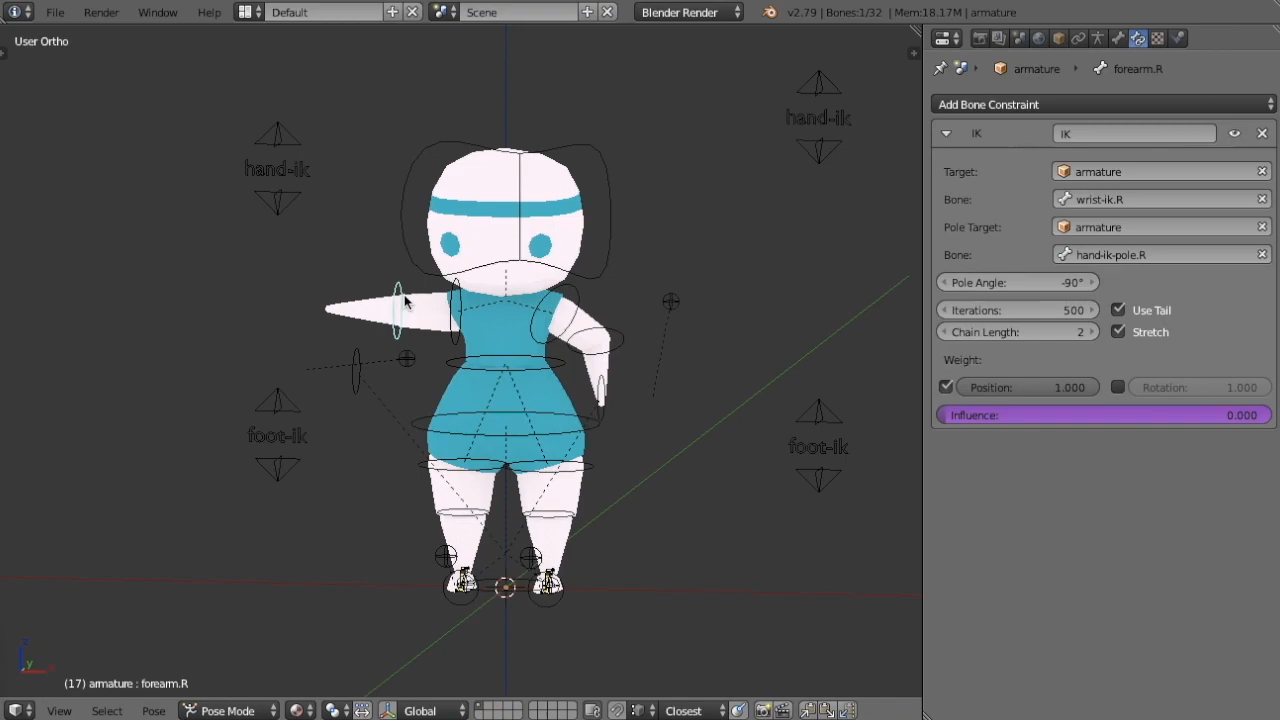 File Render Window Help Default Scene Blender Render v2.79 | Bones:1/32 | Mem:18.17M | armature
User Ortho
armature forearm.R
hand-ik
hand-ik
Add Bone Constraint
IK IK
Target: armature
Bone: wrist-ik.R
Pole Target: armature
Bone: hand-ik-pole.R
Pole Angle: -90°
Iterations: 500 Use Tail
Chain Length: 2 Stretch
Weight:
Position: 1.000 Rotation: 1.000
Influence: 0.000
foot-ik
foot-ik
z
y
(17) armature : forearm.R
View Select Pose Pose Mode Global Closest